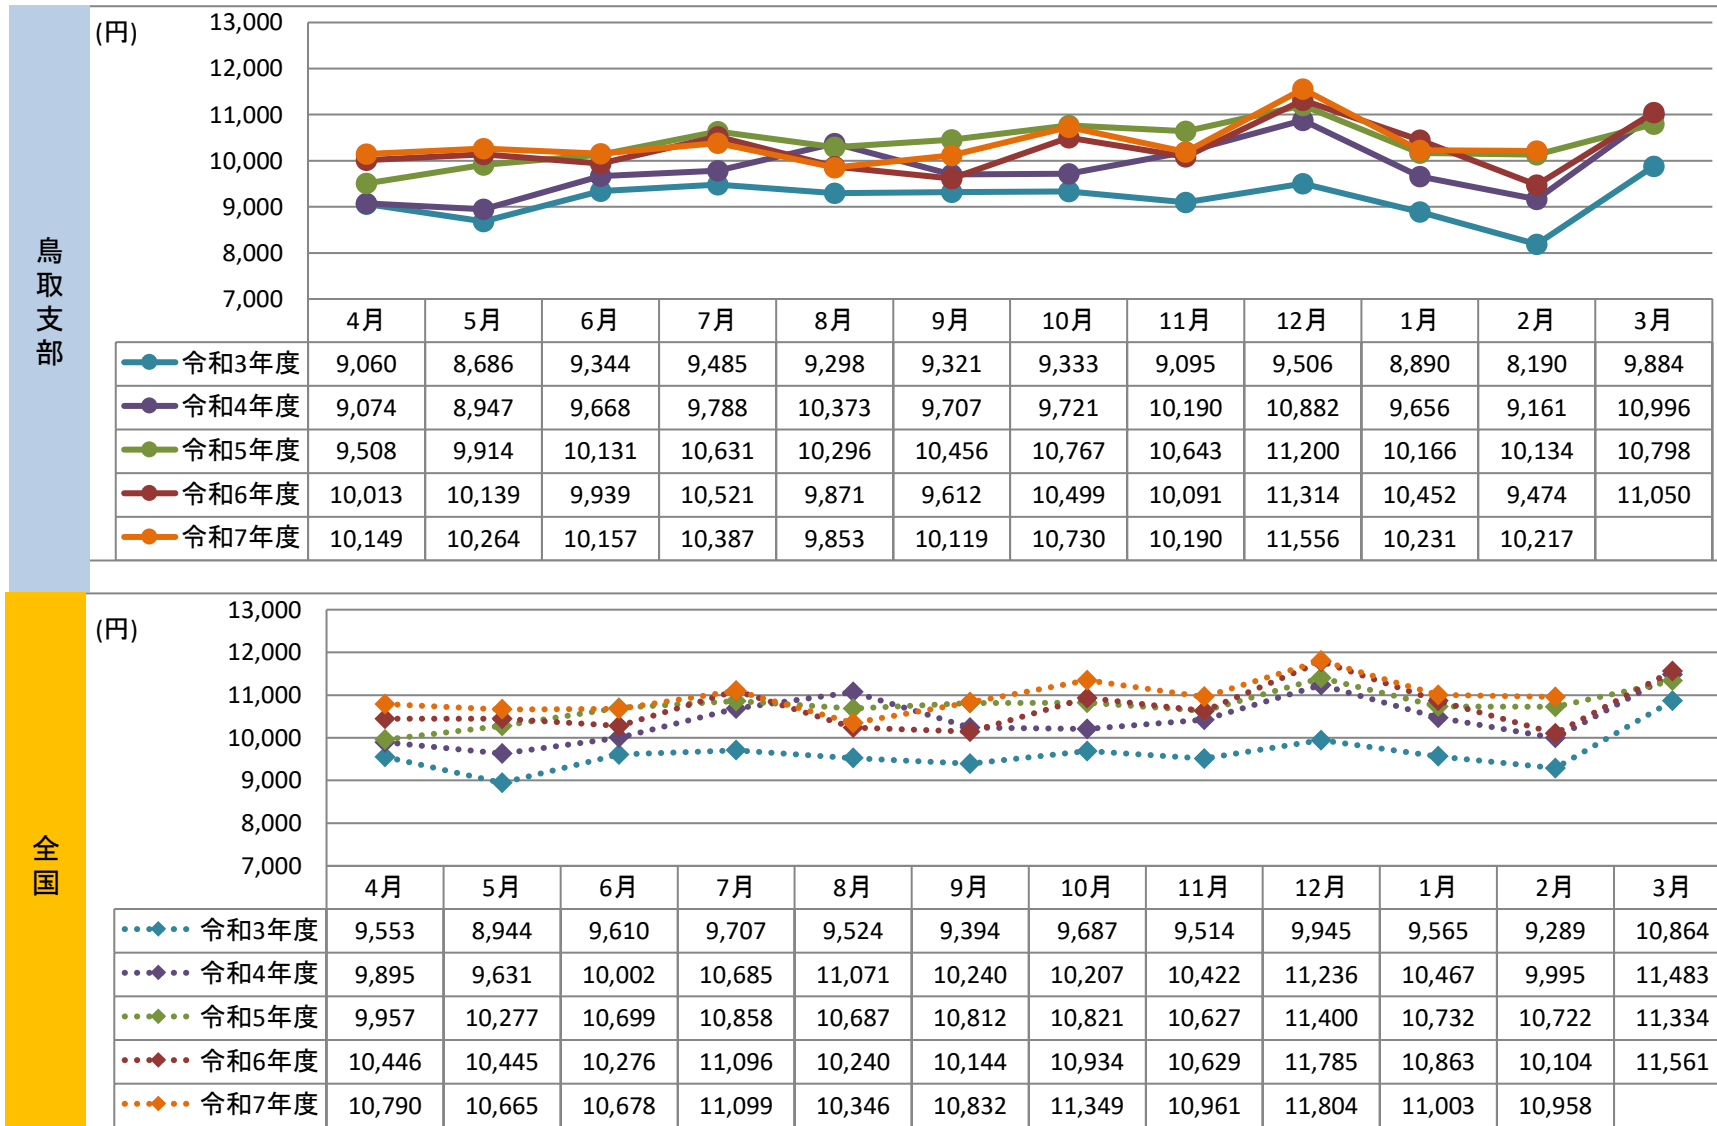 鳥取支部
(円)
13,000
12,000
11,000
10,000
9,000
8,000
7,000
4月 5月 6月 7月 8月 9月 10月 11月 12月 1月 2月 3月
令和3年度 9,060 8,686 9,344 9,485 9,298 9,321 9,333 9,095 9,506 8,890 8,190 9,884
令和4年度 9,074 8,947 9,668 9,788 10,373 9,707 9,721 10,190 10,882 9,656 9,161 10,996
令和5年度 9,508 9,914 10,131 10,631 10,296 10,456 10,767 10,643 11,200 10,166 10,134 10,798
令和6年度 10,013 10,139 9,939 10,521 9,871 9,612 10,499 10,091 11,314 10,452 9,474 11,050
令和7年度 10,149 10,264 10,157 10,387 9,853 10,119 10,730 10,190 11,556 10,231 10,217
全国
(円)
13,000
12,000
11,000
10,000
9,000
8,000
7,000
4月 5月 6月 7月 8月 9月 10月 11月 12月 1月 2月 3月
令和3年度 9,553 8,944 9,610 9,707 9,524 9,394 9,687 9,514 9,945 9,565 9,289 10,864
令和4年度 9,895 9,631 10,002 10,685 11,071 10,240 10,207 10,422 11,236 10,467 9,995 11,483
令和5年度 9,957 10,277 10,699 10,858 10,687 10,812 10,821 10,627 11,400 10,732 10,722 11,334
令和6年度 10,446 10,445 10,276 11,096 10,240 10,144 10,934 10,629 11,785 10,863 10,104 11,561
令和7年度 10,790 10,665 10,678 11,099 10,346 10,832 11,349 10,961 11,804 11,003 10,958